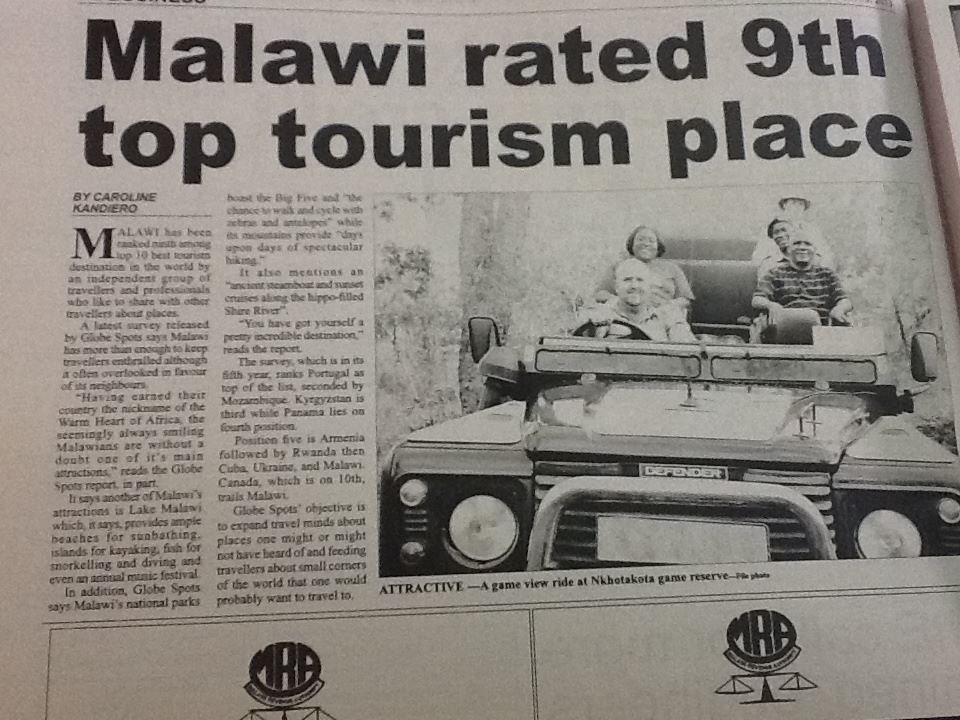 BUSINESS
Malawi rated 9th
top tourism place
BY CAROLINE
KANDIERO
MALAWI has been
ranked ninth among
top 10 best tourism
destination in the world by
an independent group of
travellers and professionals
who like to share with other
travellers about places.
A latest survey released
by Globe Spots says Malawi
has more than enough to keep
travellers enthralled although
it often overlooked in favour
of its neighbours.
“Having earned their
country the nickname of the
Warm Heart of Africa, the
seemingly always smiling
Malawians are without a
doubt one of it’s main
attractions,” reads the Globe
Spots report, in part.
It says another of Malawi’s
attractions is Lake Malawi
which, it says, provides ample
beaches for sunbathing,
islands for kayaking, fish for
snorkelling and diving and
even an annual music festival.
In addition, Globe Spots
says Malawi’s national parks
boast the Big Five and “the
chance to walk and cycle with
zebras and antelopes” while
its mountains provide “days
upon days of spectacular
hiking.”
It also mentions an
“ancient steamboat and sunset
cruises along the hippo-filled
Shire River”.
“You have got yourself a
pretty incredible destination,”
reads the report.
The survey, which is in its
fifth year, ranks Portugal as
top of the list, seconded by
Mozambique. Kyrgyzstan is
third while Panama lies on
fourth position.
Position five is Armenia
followed by Rwanda then
Cuba, Ukraine, and Malawi.
Canada, which is on 10th,
trails Malawi.
Globe Spots’ objective is
to expand travel minds about
places one might or might
not have heard of and feeding
travellers about small corners
of the world that one would
probably want to travel to.
DEFENDER
ATTRACTIVE —A game view ride at Nkhotakota game reserve—File photo
MRA
MALAWI REVENUE AUTHORITY
MRA
MALAWI REVENUE AUTHORITY